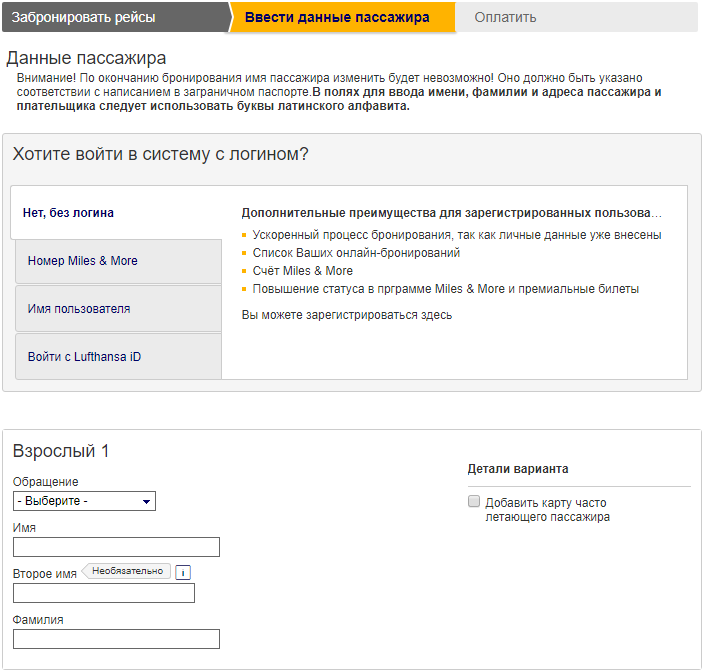 Забронировать рейсы
Ввести данные пассажира
Оплатить
Данные пассажира
Внимание! По окончанию бронирования имя пассажира изменить будет невозможно! Оно должно быть указано
соответствии с написанием в заграничном паспорте.В полях для ввода имени, фамилии и адреса пассажира и
плательщика следует использовать буквы латинского алфавита.
Хотите войти в систему с логином?
Нет, без логина
Номер Miles & More
Имя пользователя
Войти с Lufthansa iD
Дополнительные преимущества для зарегистрированных пользова…
Ускоренный процесс бронирования, так как личные данные уже внесены
Список Ваших онлайн-бронирований
Счёт Miles & More
Повышение статуса в прграмме Miles & More и премиальные билеты
Вы можете зарегистрироваться здесь
Взрослый 1
Обращение
- Выберите -
Имя
Второе имя Необязательно i
Фамилия
Детали варианта
Добавить карту часто
летающего пассажира